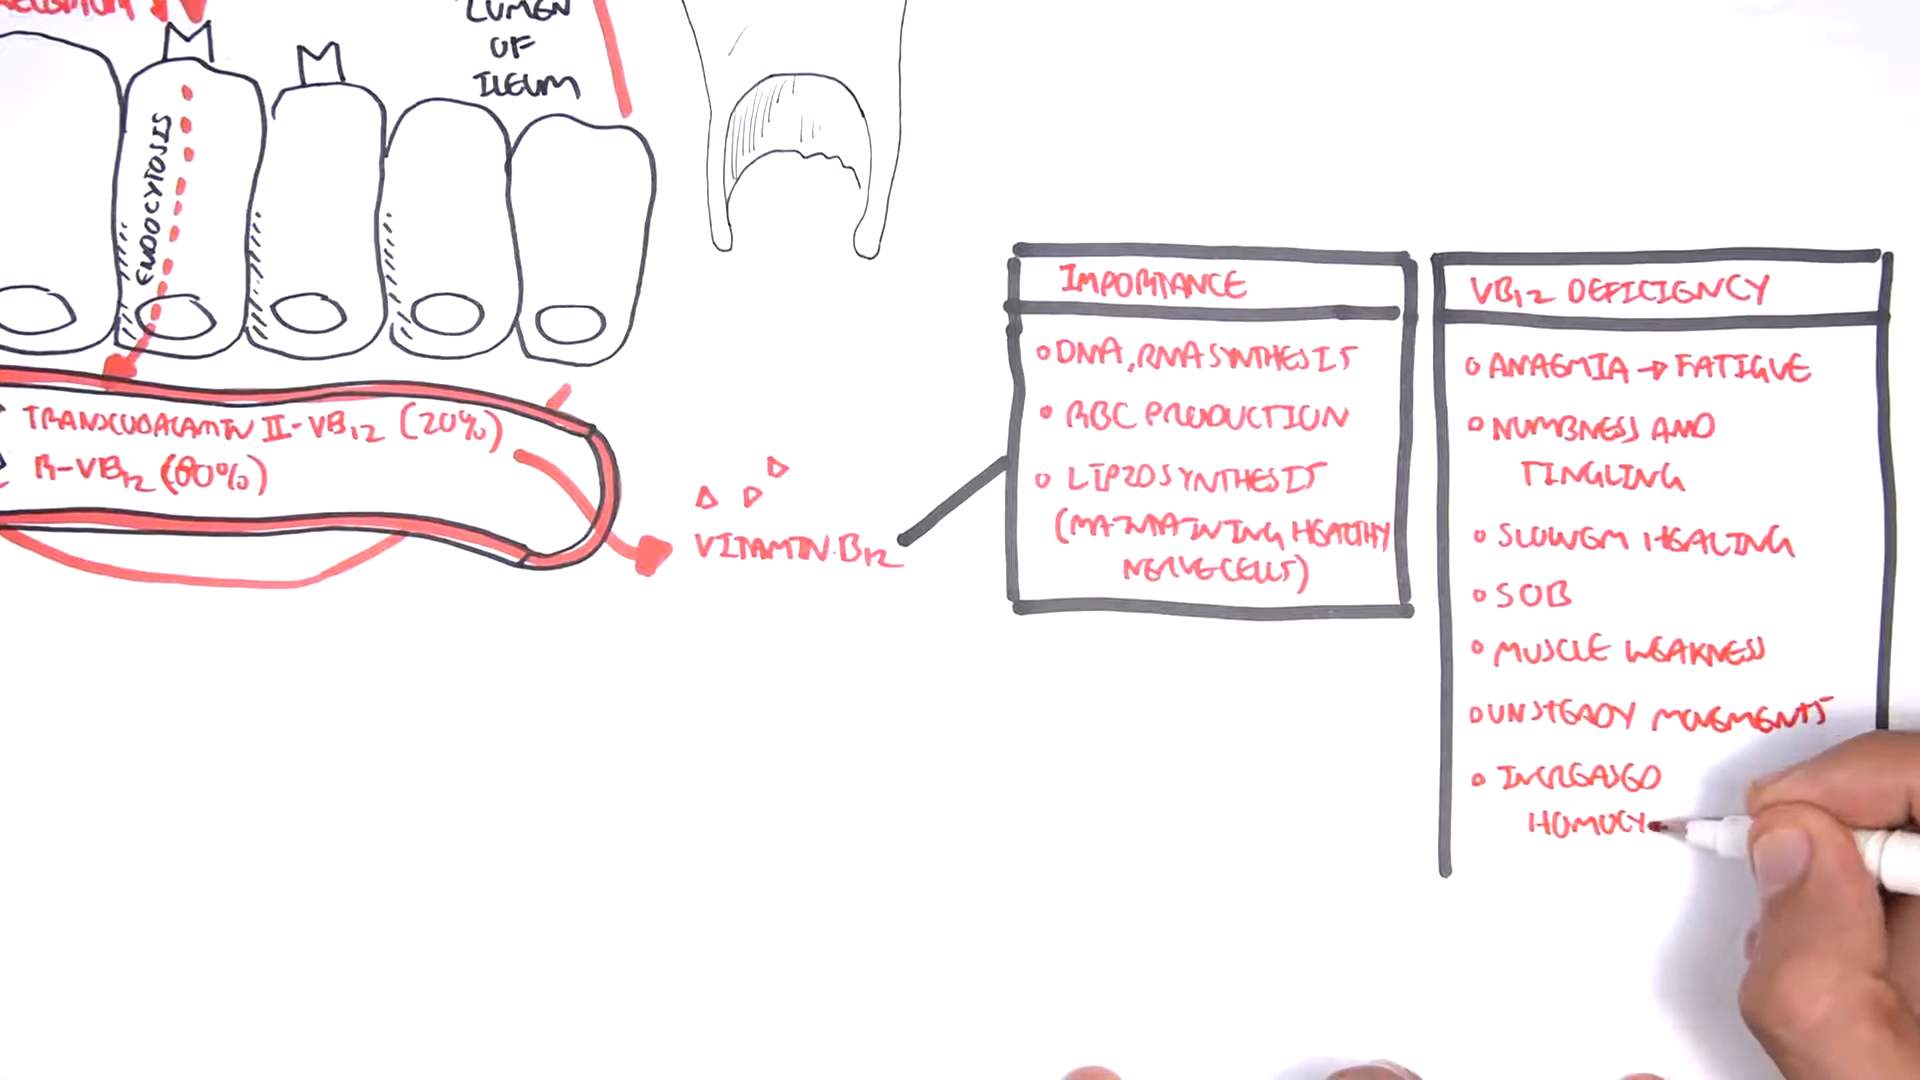 LUMEN
OF
ILEUM
ENDOCYTOSIS
TRANSCOBALAMIN II-VB12 (20%)
R-VB12 (80%)
VITAMIN B12
IMPORTANCE
DNA, RNA SYNTHESIS
RBC PRODUCTION
LIPID SYNTHESIS
(MAINTAINING HEALTHY
NERVE CELLS)
VB12 DEFICIENCY
ANAEMIA → FATIGUE
NUMBNESS AND
TINGLING
SLOWER HEALING
SOB
MUSCLE WEAKNESS
UNSTEADY MOVEMENTS
INCREASED
HOMOCY